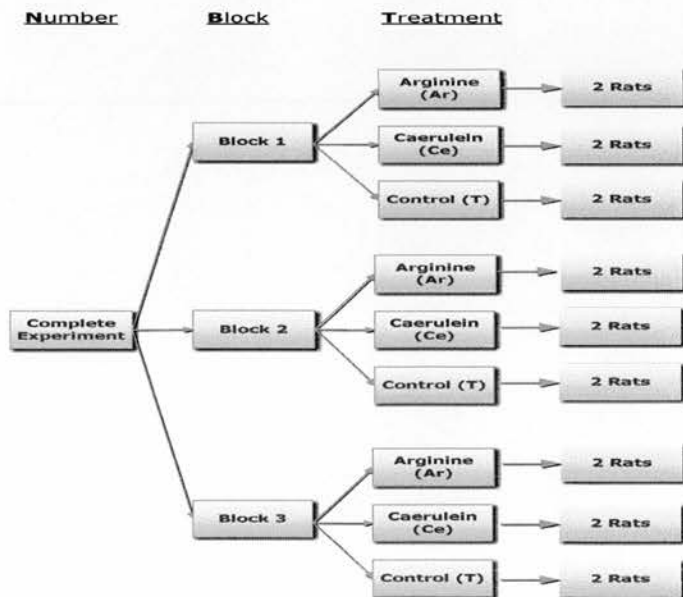 Number Block Treatment
Arginine
(Ar)
2 Rats
Block 1
Caerulein
(Ce)
2 Rats
Control (T)
2 Rats
Arginine
(Ar)
2 Rats
Complete
Experiment
Block 2
Caerulein
(Ce)
2 Rats
Control (T)
2 Rats
Arginine
(Ar)
2 Rats
Block 3
Caerulein
(Ce)
2 Rats
Control (T)
2 Rats